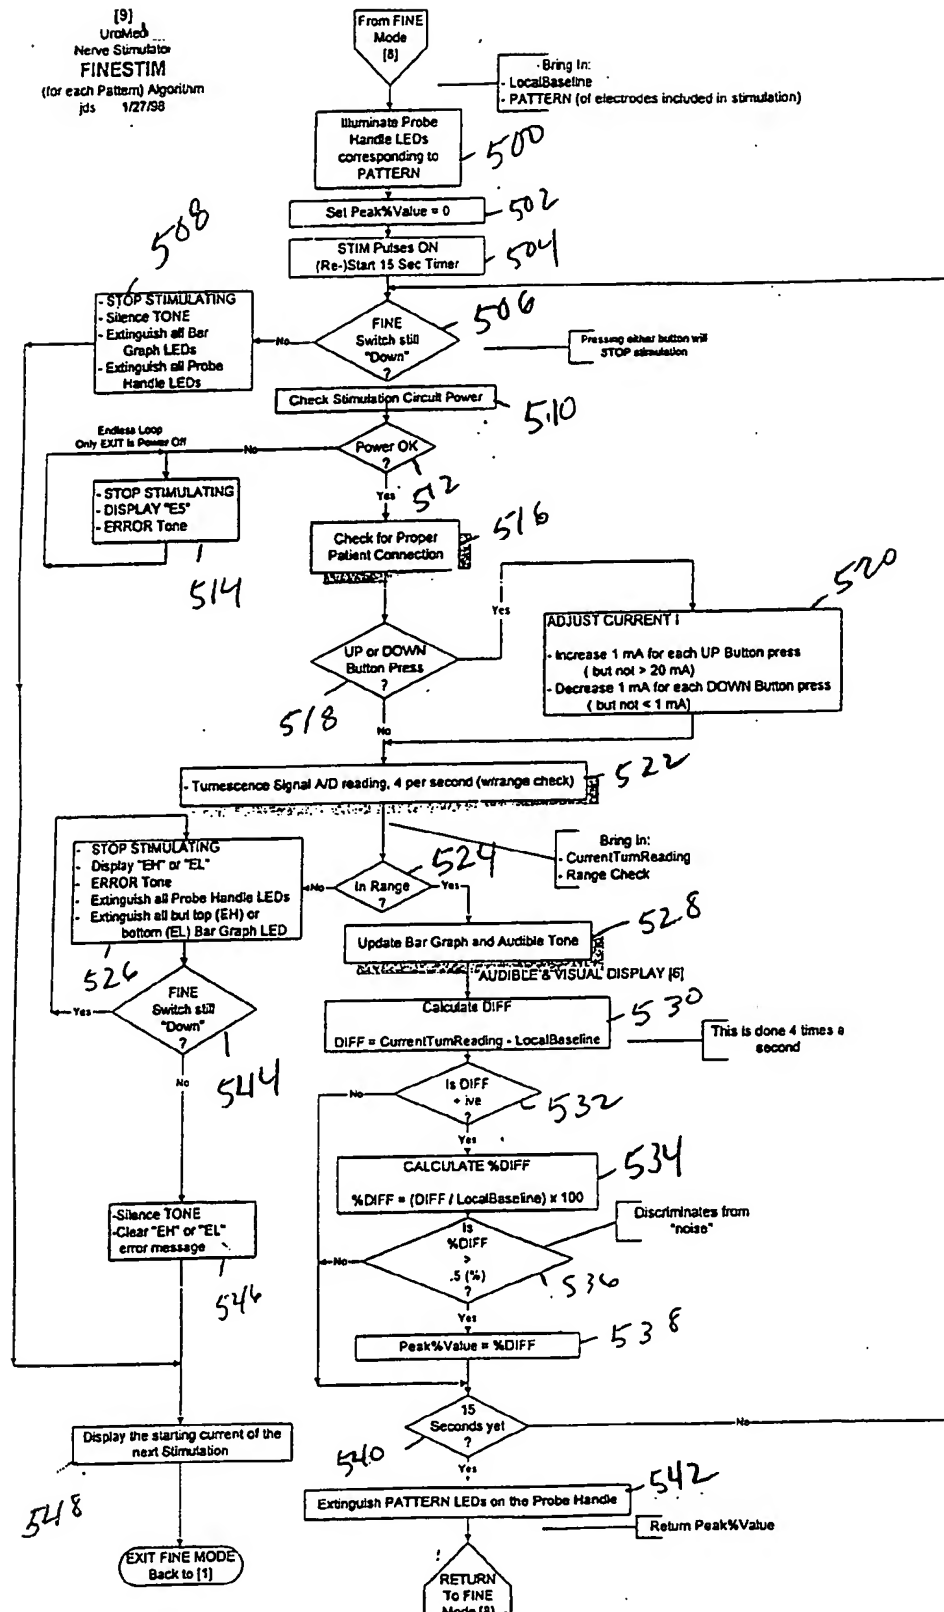 [9]
UroMed
Nerve Stimulator
FINESTIM
(for each Pattern) Algorithm
jds 1/27/98
From FINE
Mode
[8]
Bring In:
- LocalBaseline
- PATTERN (of electrodes included in stimulation)
Illuminate Probe
Handle LEDs
corresponding to
PATTERN
500
Set Peak%Value = 0
502
STIM Pulses ON
(Re-)Start 15 Sec Timer
504
508
- STOP STIMULATING
- Silence TONE
- Extinguish all Bar
Graph LEDs
- Extinguish all Probe
Handle LEDs
No
FINE
Switch still
"Down"
?
506
Pressing either button will
STOP stimulation
Check Stimulation Circuit Power
510
Endless Loop
Only EXIT is Power Off
No
Power OK
?
512
Yes
- STOP STIMULATING
- DISPLAY "E5"
- ERROR Tone
514
Check for Proper
Patient Connection
516
Yes
520
ADJUST CURRENT I
- Increase 1 mA for each UP Button press
( but not > 20 mA)
- Decrease 1 mA for each DOWN Button press
( but not < 1 mA)
UP or DOWN
Button Press
?
518
No
- Tumescence Signal A/D reading, 4 per second (w/range check)
522
Bring In:
- CurrentTumReading
- Range Check
- STOP STIMULATING
- Display "EH" or "EL"
- ERROR Tone
- Extinguish all Probe Handle LEDs
- Extinguish all but top (EH) or
bottom (EL) Bar Graph LED
526
No
In Range
?
524
Yes
Update Bar Graph and Audible Tone
528
AUDIBLE & VISUAL DISPLAY [6]
Yes
FINE
Switch still
"Down"
?
544
No
Calculate DIFF
DIFF = CurrentTumReading - LocalBaseline
530
This is done 4 times a
second
No
Is DIFF
+ ive
?
532
Yes
CALCULATE %DIFF
%DIFF = (DIFF / LocalBaseline) x 100
534
Discriminates from
"noise"
No
Is
%DIFF
>
.5 (%)
?
536
Yes
-Silence TONE
-Clear "EH" or "EL"
error message
546
Peak%Value = %DIFF
538
15
Seconds yet
?
540
No
Yes
Display the starting current of the
next Stimulation
548
Extinguish PATTERN LEDs on the Probe Handle
542
Return Peak%Value
EXIT FINE MODE
Back to [1]
RETURN
To FINE
Mode [8]